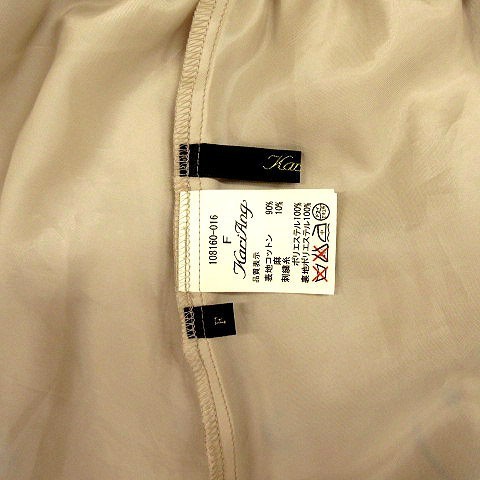 Kari
108160-016
F
KariAng
品質表示
表地コットン 90%
麻 10%
刺繍糸
ポリエステル100%
裏地ポリエステル100%
F